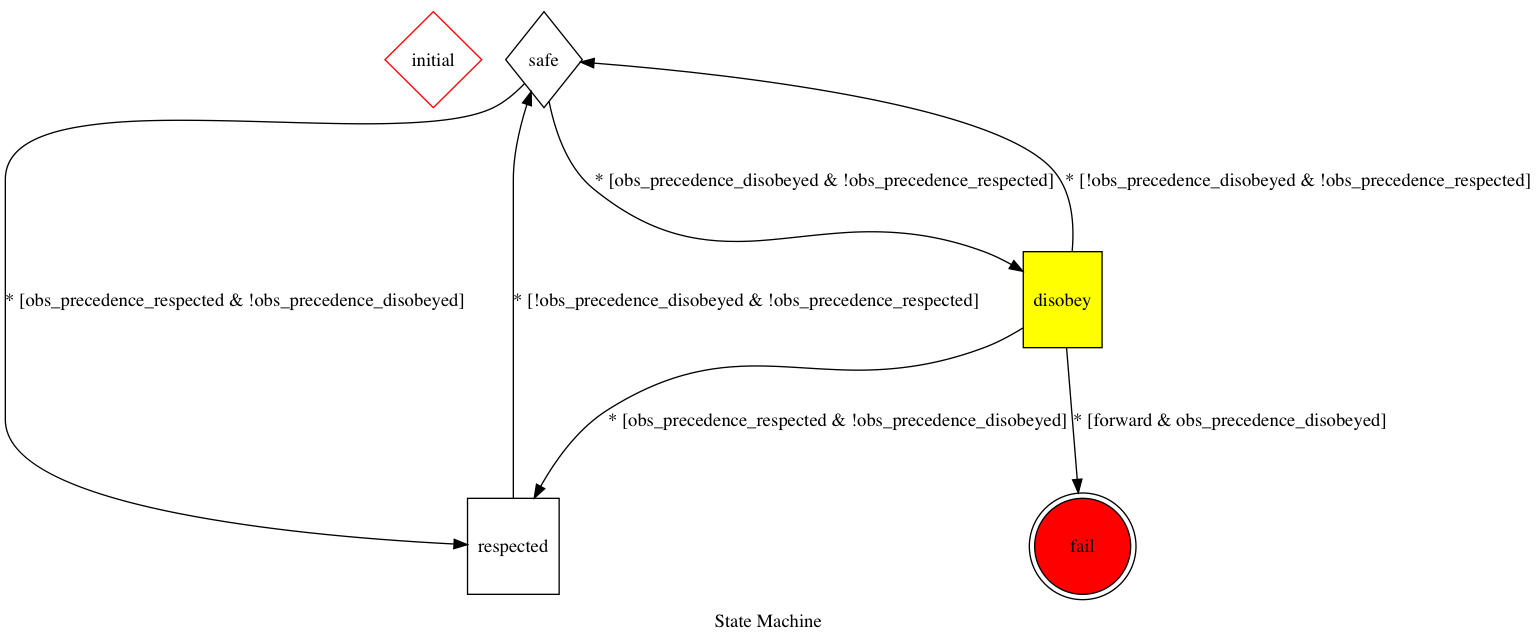 initial
safe
* [obs_precedence_disobeyed & !obs_precedence_respected]
* [!obs_precedence_disobeyed & !obs_precedence_respected]
* [obs_precedence_respected & !obs_precedence_disobeyed]
* [!obs_precedence_disobeyed & !obs_precedence_respected]
disobey
* [obs_precedence_respected & !obs_precedence_disobeyed]
* [forward & obs_precedence_disobeyed]
respected
fail
State Machine